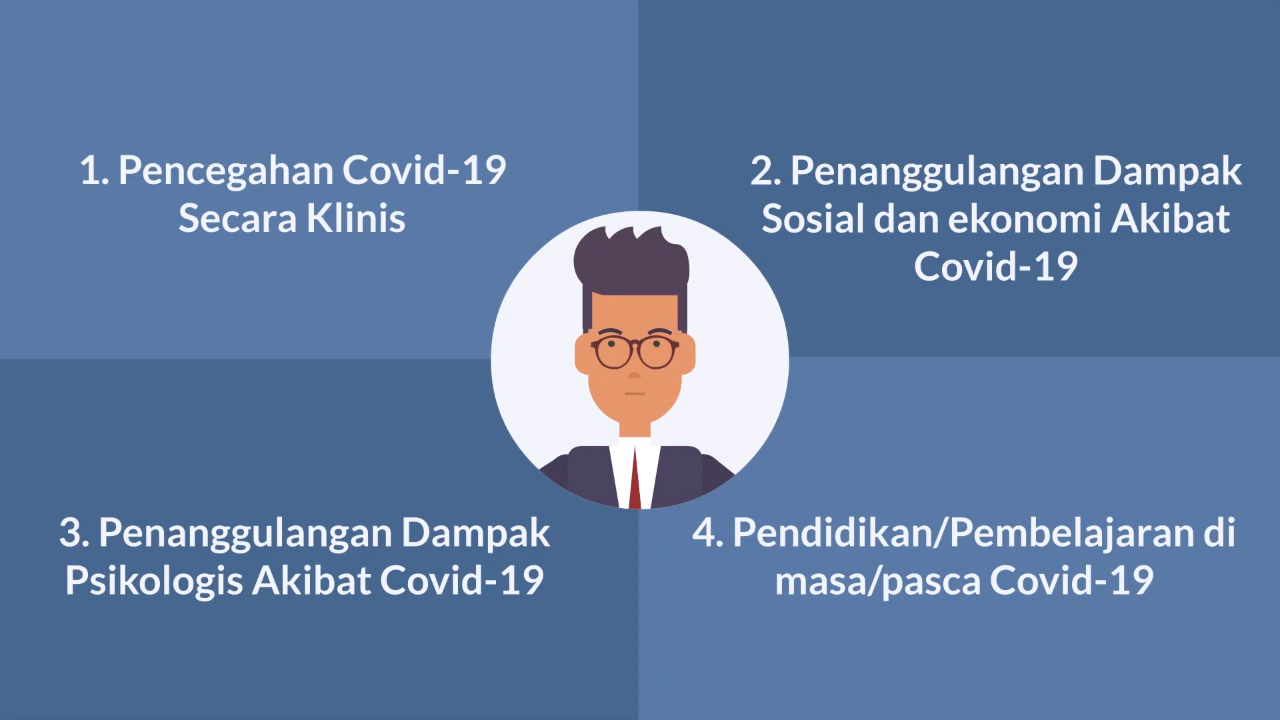 1. Pencegahan Covid-19
Secara Klinis
2. Penanggulangan Dampak
Sosial dan ekonomi Akibat
Covid-19
3. Penanggulangan Dampak
Psikologis Akibat Covid-19
4. Pendidikan/Pembelajaran di
masa/pasca Covid-19